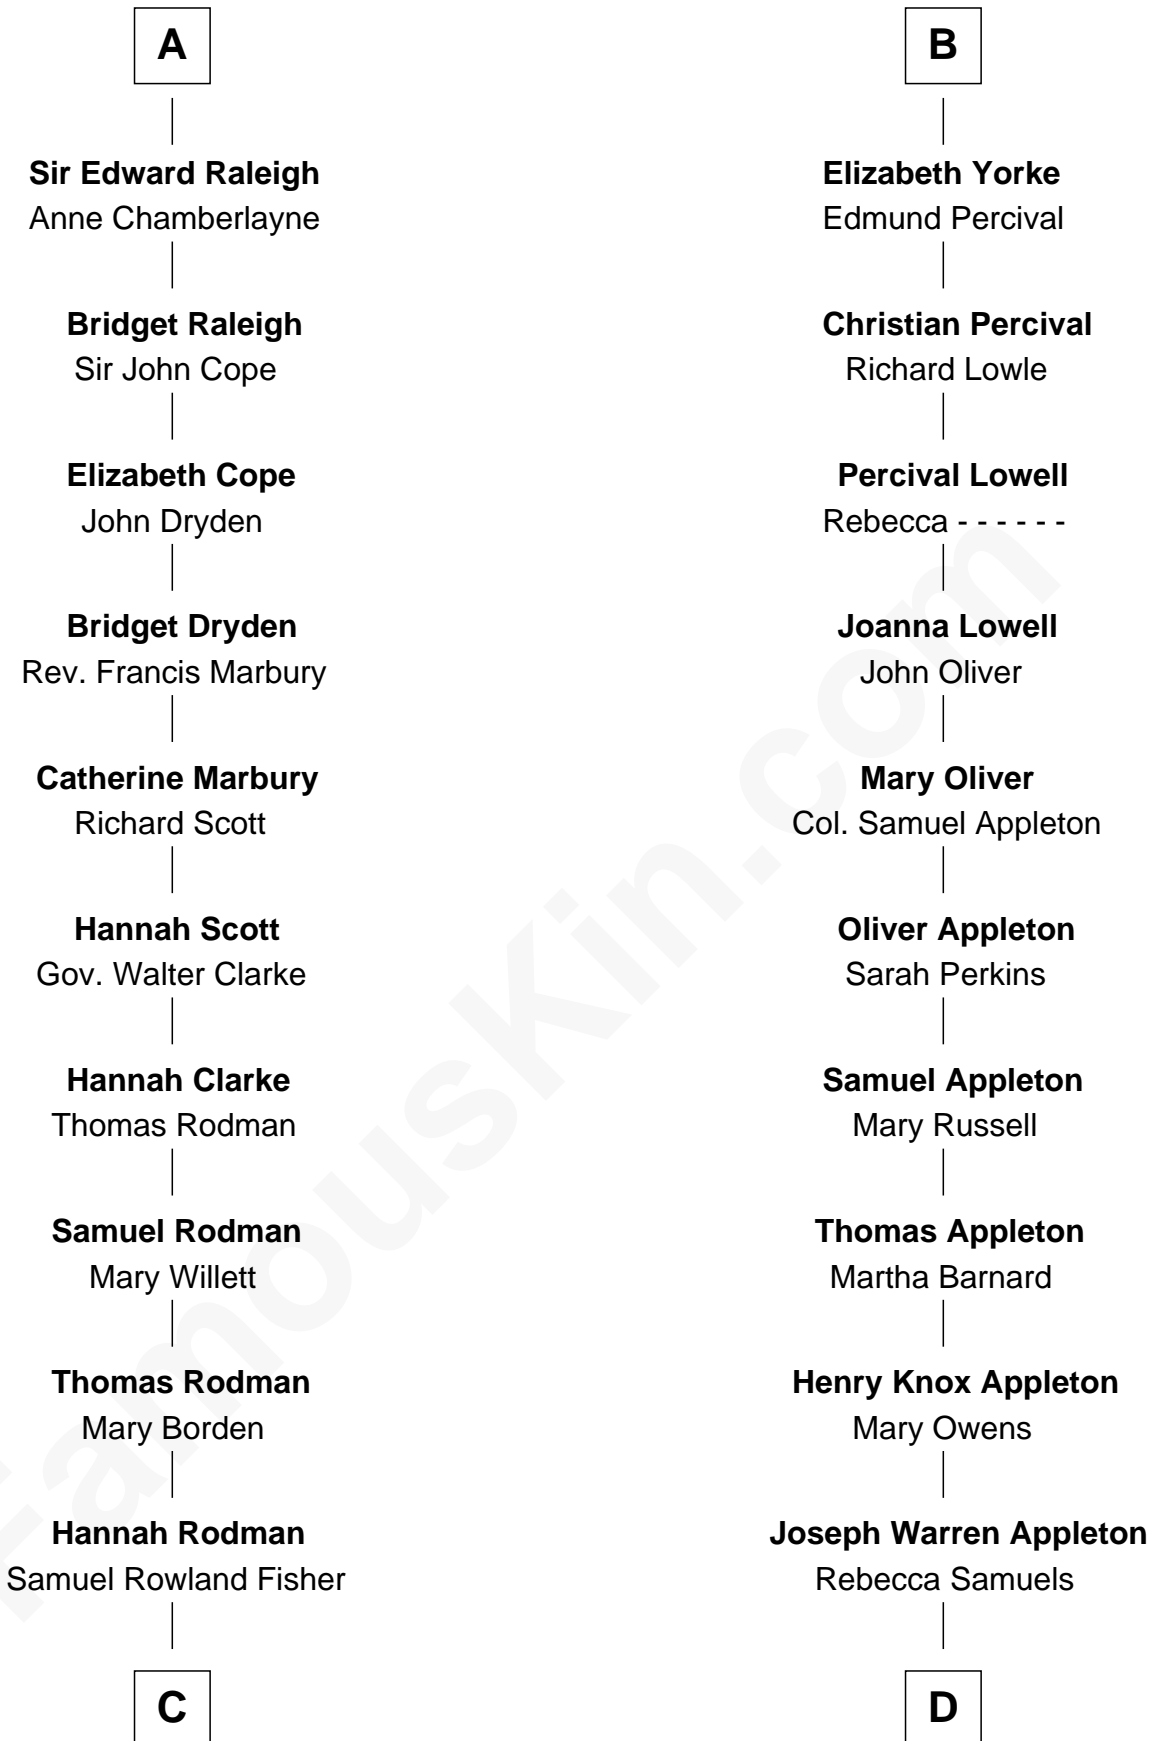 A
Sir Edward Raleigh
Anne Chamberlayne
Bridget Raleigh
Sir John Cope
Elizabeth Cope
John Dryden
Bridget Dryden
Rev. Francis Marbury
Catherine Marbury
Richard Scott
Hannah Scott
Gov. Walter Clarke
Hannah Clarke
Thomas Rodman
Samuel Rodman
Mary Willett
Thomas Rodman
Mary Borden
Hannah Rodman
Samuel Rowland Fisher
C
B
Elizabeth Yorke
Edmund Percival
Christian Percival
Richard Lowle
Percival Lowell
Rebecca - - - - - -
Joanna Lowell
John Oliver
Mary Oliver
Col. Samuel Appleton
Oliver Appleton
Sarah Perkins
Samuel Appleton
Mary Russell
Thomas Appleton
Martha Barnard
Henry Knox Appleton
Mary Owens
Joseph Warren Appleton
Rebecca Samuels
D
FamousKin.com